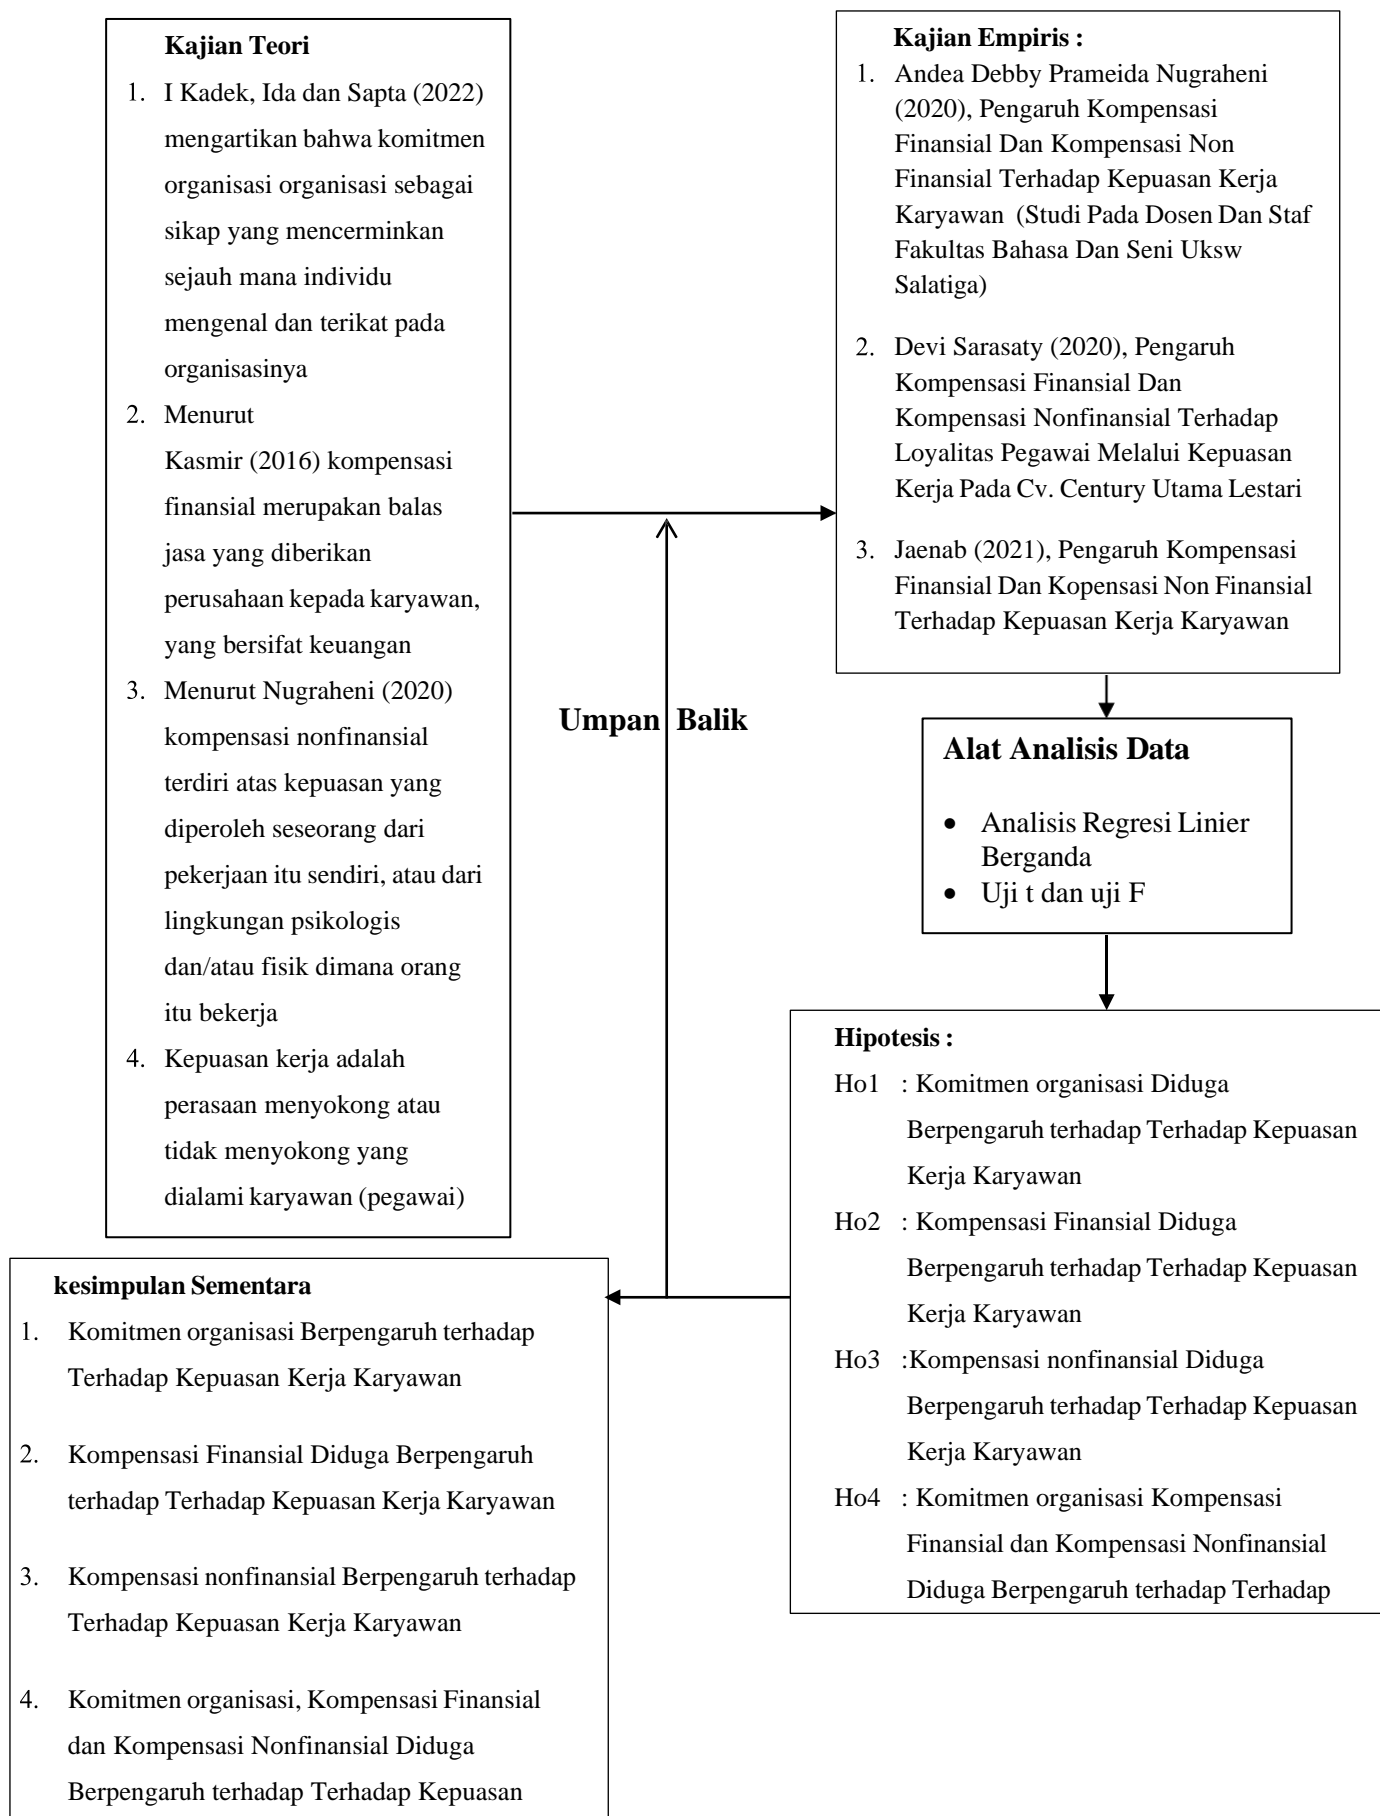 Kajian Teori
1. I Kadek, Ida dan Sapta (2022)
mengartikan bahwa komitmen
organisasi organisasi sebagai
sikap yang mencerminkan
sejauh mana individu
mengenal dan terikat pada
organisasinya
2. Menurut
Kasmir (2016) kompensasi
finansial merupakan balas
jasa yang diberikan
perusahaan kepada karyawan,
yang bersifat keuangan
3. Menurut Nugraheni (2020)
kompensasi nonfinansial
terdiri atas kepuasan yang
diperoleh seseorang dari
pekerjaan itu sendiri, atau dari
lingkungan psikologis
dan/atau fisik dimana orang
itu bekerja
4. Kepuasan kerja adalah
perasaan menyokong atau
tidak menyokong yang
dialami karyawan (pegawai)
Kajian Empiris :
1. Andea Debby Prameida Nugraheni
(2020), Pengaruh Kompensasi
Finansial Dan Kompensasi Non
Finansial Terhadap Kepuasan Kerja
Karyawan (Studi Pada Dosen Dan Staf
Fakultas Bahasa Dan Seni Uksw
Salatiga)
2. Devi Sarasaty (2020), Pengaruh
Kompensasi Finansial Dan
Kompensasi Nonfinansial Terhadap
Loyalitas Pegawai Melalui Kepuasan
Kerja Pada Cv. Century Utama Lestari
3. Jaenab (2021), Pengaruh Kompensasi
Finansial Dan Kopensasi Non Finansial
Terhadap Kepuasan Kerja Karyawan
Umpan Balik
Alat Analisis Data
• Analisis Regresi Linier
Berganda
• Uji t dan uji F
Hipotesis :
Ho1 : Komitmen organisasi Diduga
Berpengaruh terhadap Terhadap Kepuasan
Kerja Karyawan
Ho2 : Kompensasi Finansial Diduga
Berpengaruh terhadap Terhadap Kepuasan
Kerja Karyawan
Ho3 :Kompensasi nonfinansial Diduga
Berpengaruh terhadap Terhadap Kepuasan
Kerja Karyawan
Ho4 : Komitmen organisasi Kompensasi
Finansial dan Kompensasi Nonfinansial
Diduga Berpengaruh terhadap Terhadap
kesimpulan Sementara
1. Komitmen organisasi Berpengaruh terhadap
Terhadap Kepuasan Kerja Karyawan
2. Kompensasi Finansial Diduga Berpengaruh
terhadap Terhadap Kepuasan Kerja Karyawan
3. Kompensasi nonfinansial Berpengaruh terhadap
Terhadap Kepuasan Kerja Karyawan
4. Komitmen organisasi, Kompensasi Finansial
dan Kompensasi Nonfinansial Diduga
Berpengaruh terhadap Terhadap Kepuasan